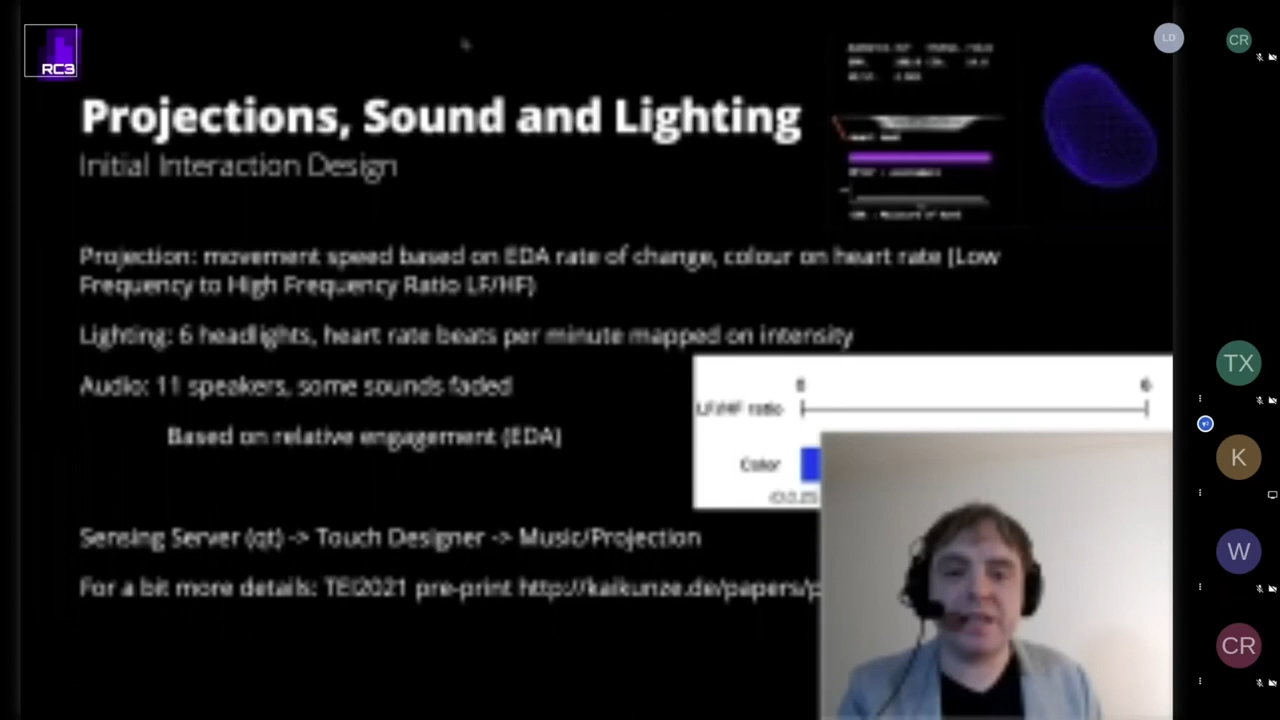 RC3
LD
CR
Projections, Sound and Lighting
Initial Interaction Design
Projection: movement speed based on EDA rate of change, colour on heart rate (Low
Frequency to High Frequency Ratio LF/HF)
Lighting: 6 headlights, heart rate beats per minute mapped on intensity
Audio: 11 speakers, some sounds faded
Based on relative engagement (EDA)
LF/HF ratio
Color
Sensing Server (qt) -> Touch Designer -> Music/Projection
For a bit more details: TEI2021 pre-print http://kaikunze.de/papers/p
TX
K
W
CR